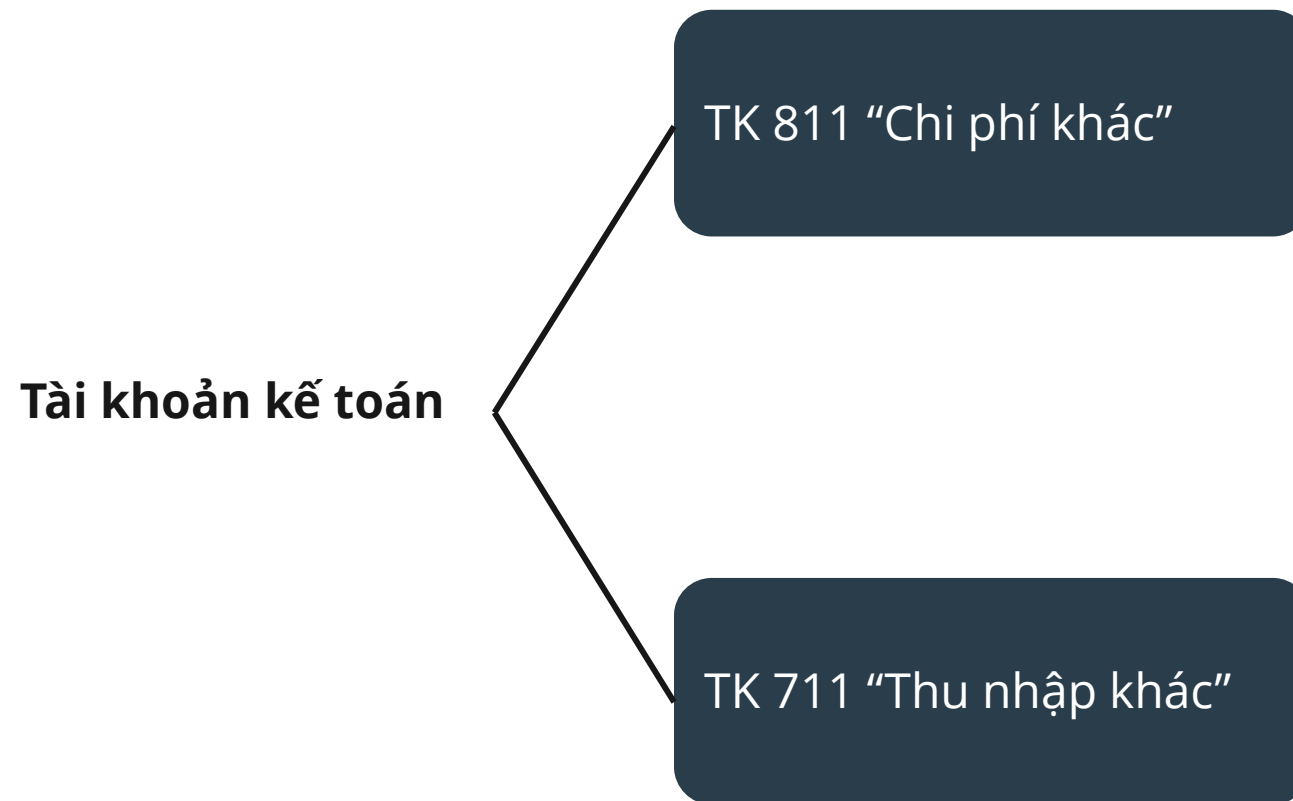 TK 811 “Chi phí khác”
Tài khoản kế toán
TK 711 “Thu nhập khác”